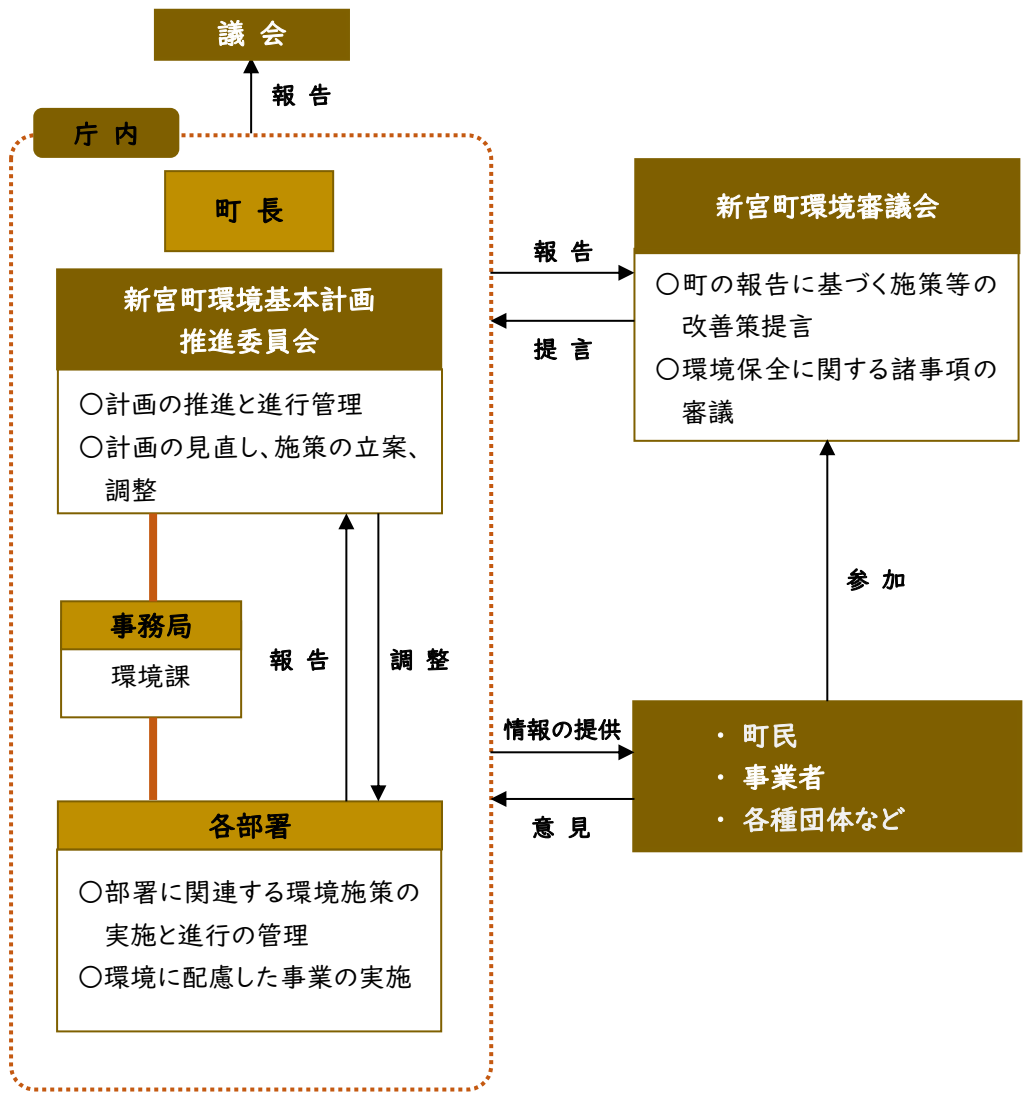 議 会
報 告
庁 内
町 長
新宮町環境基本計画
推進委員会
〇計画の推進と進行管理
〇計画の見直し、施策の立案、
調整
事務局
環境課
報 告
調 整
各部署
〇部署に関連する環境施策の
実施と進行の管理
〇環境に配慮した事業の実施
報 告
提 言
新宮町環境審議会
〇町の報告に基づく施策等の
改善策提言
〇環境保全に関する諸事項の
審議
参 加
情報の提供
意 見
・ 町民
・ 事業者
・ 各種団体など